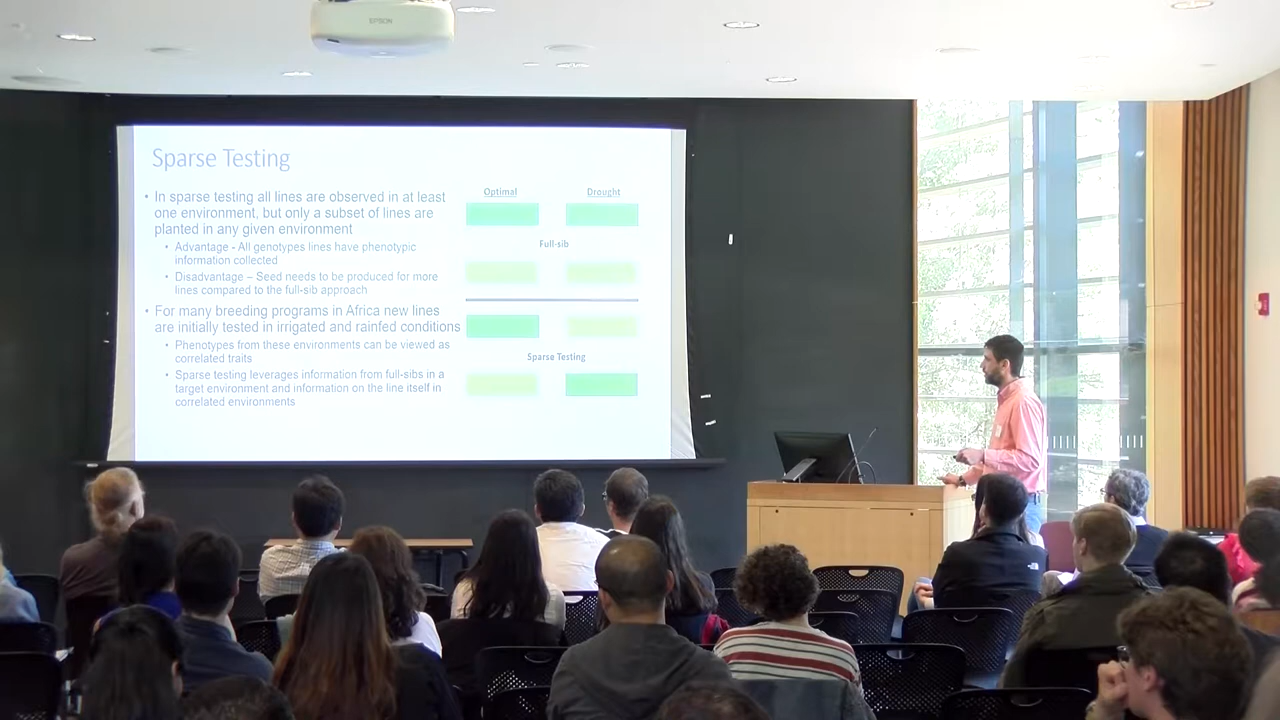 EPSON
Sparse Testing
• In sparse testing all lines are observed in at least
one environment, but only a subset of lines are
planted in any given environment
• Advantage - All genotypes lines have phenotypic
information collected
• Disadvantage – Seed needs to be produced for more
lines compared to the full-sib approach
• For many breeding programs in Africa new lines
are initially tested in irrigated and rainfed conditions
• Phenotypes from these environments can be viewed as
correlated traits
• Sparse testing leverages information from full-sibs in a
target environment and information on the line itself in
correlated environments
Optimal Drought
Full-sib
Sparse Testing